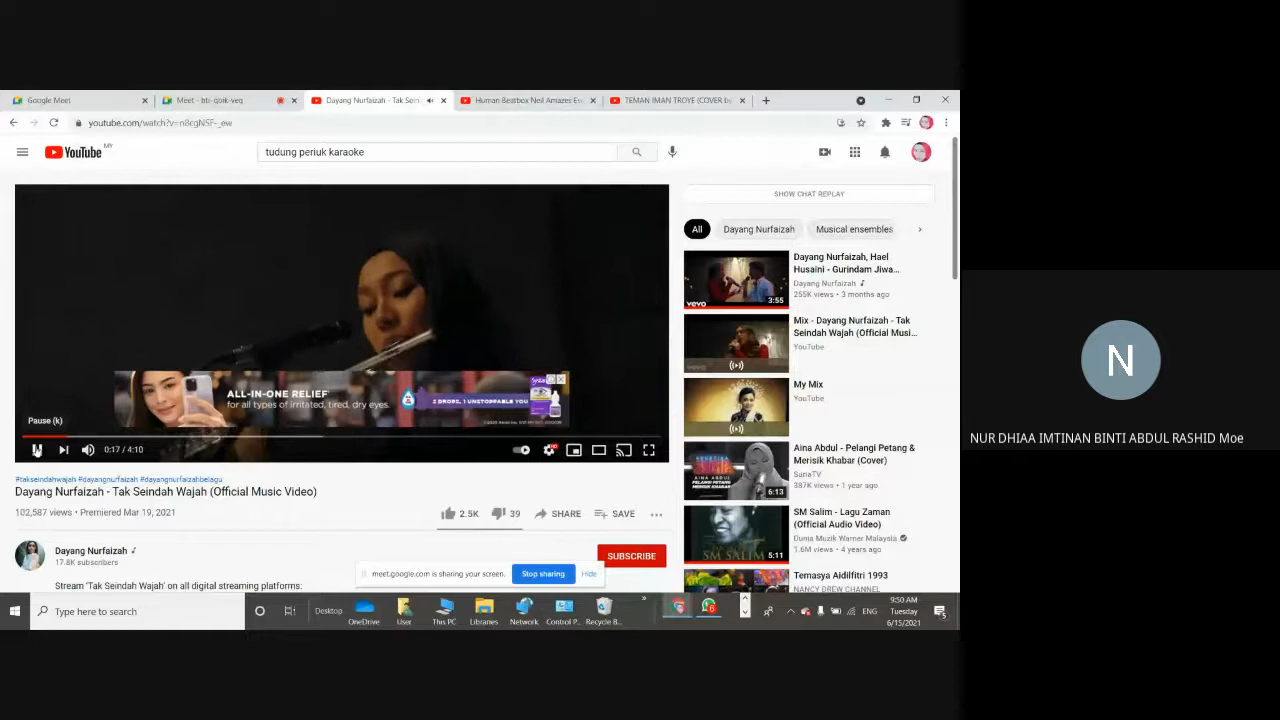 Google Meet
Meet - bti-qbik-veq
Dayang Nurfaizah - Tak Sein
Human Beatbox Neil Amazes Ev
TEMAN IMAN TROYE (COVER b
youtube.com/watch?v=n8cgNSF-_ew
YouTube MY
tudung periuk karaoke
SHOW CHAT REPLAY
All
Dayang Nurfaizah
Musical ensembles
Dayang Nurfaizah, Hael
Husaini - Gurindam Jiwa...
Dayang Nurfaizah
255K views • 3 months ago
vevo
3:55
Mix - Dayang Nurfaizah - Tak
Seindah Wajah (Official Musi...
YouTube
My Mix
YouTube
ALL-IN-ONE RELIEF
for all types of irritated, tired, dry eyes.
2 DROPS, 1 UNSTOPPABLE YOU
Pause (k)
0:17 / 4:10
Aina Abdul - Pelangi Petang &
Merisik Khabar (Cover)
SuriaTV
387K views • 1 year ago
AINA ABDUL
6:13
#takseindahwajah #dayangnurfaizah #dayangnurfaizahbelagu
Dayang Nurfaizah - Tak Seindah Wajah (Official Music Video)
102,587 views • Premiered Mar 19, 2021
2.5K
39
SHARE
SAVE
SM Salim - Lagu Zaman
(Official Audio Video)
Duma Muzik Warner Malaysia
1.6M views • 4 years ago
SM SALIM
5:11
Dayang Nurfaizah
17.8K subscribers
SUBSCRIBE
Stream 'Tak Seindah Wajah' on all digital streaming platforms:
meet.google.com is sharing your screen.
Stop sharing
Hide
Temasya Aidilfitri 1993
NANCY DREW CHANNEL
Type here to search
Desktop
OneDrive
User
This PC
Libraries
Network
Control P...
Recycle B...
ENG
9:50 AM
Tuesday
6/15/2021
N
NUR DHIAA IMTINAN BINTI ABDUL RASHID Moe